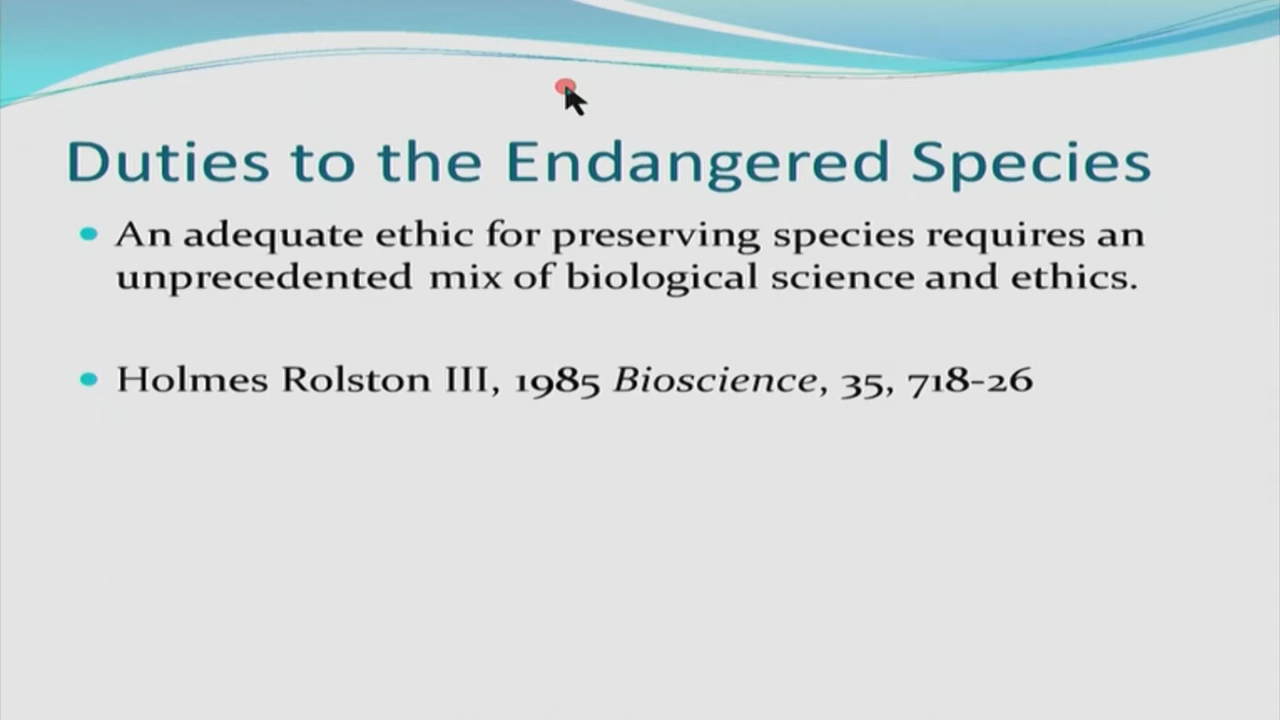 Duties to the Endangered Species
• An adequate ethic for preserving species requires an
unprecedented mix of biological science and ethics.
• Holmes Rolston III, 1985 Bioscience, 35, 718-26